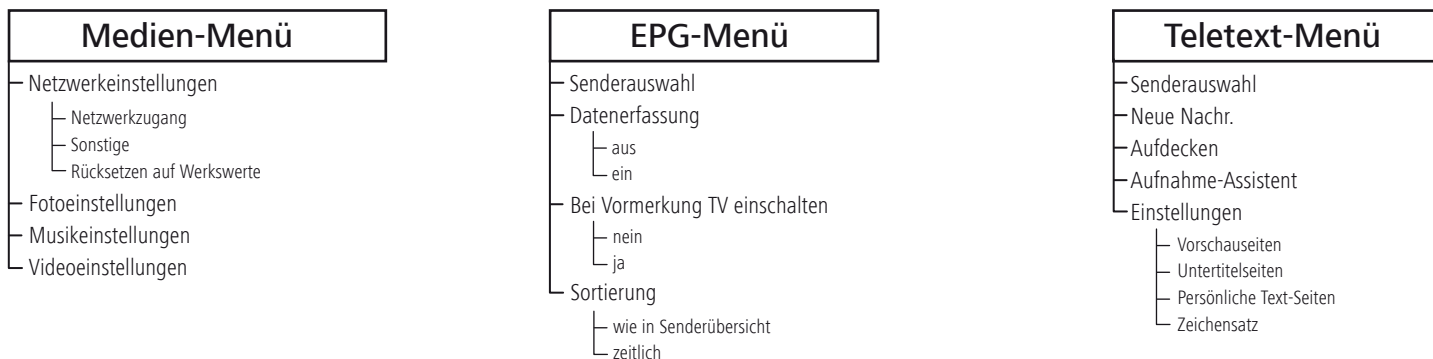 Medien-Menü
Netzwerkeinstellungen
Netzwerkzugang
Sonstige
Rücksetzen auf Werkswerte
Fotoeinstellungen
Musikeinstellungen
Videoeinstellungen
EPG-Menü
Senderauswahl
Datenerfassung
aus
ein
Bei Vormerkung TV einschalten
nein
ja
Sortierung
wie in Senderübersicht
zeitlich
Teletext-Menü
Senderauswahl
Neue Nachr.
Aufdecken
Aufnahme-Assistent
Einstellungen
Vorschauseiten
Untertitelseiten
Persönliche Text-Seiten
Zeichensatz